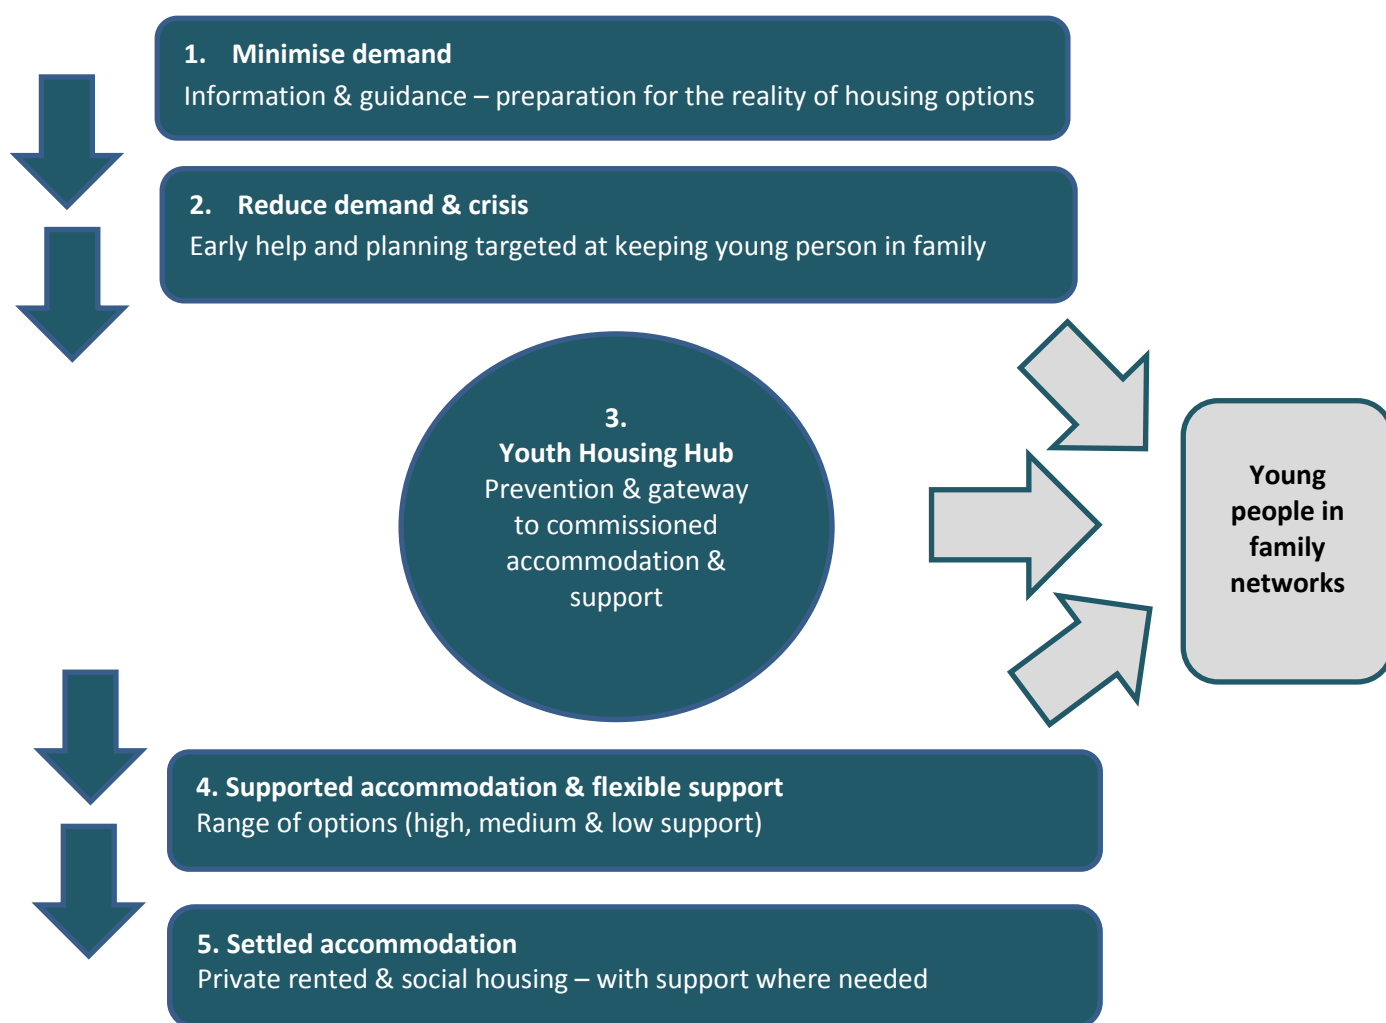 1. Minimise demand
Information & guidance – preparation for the reality of housing options
2. Reduce demand & crisis
Early help and planning targeted at keeping young person in family
3.
Youth Housing Hub
Prevention & gateway
to commissioned
accommodation &
support
Young
people in
family
networks
4. Supported accommodation & flexible support
Range of options (high, medium & low support)
5. Settled accommodation
Private rented & social housing – with support where needed